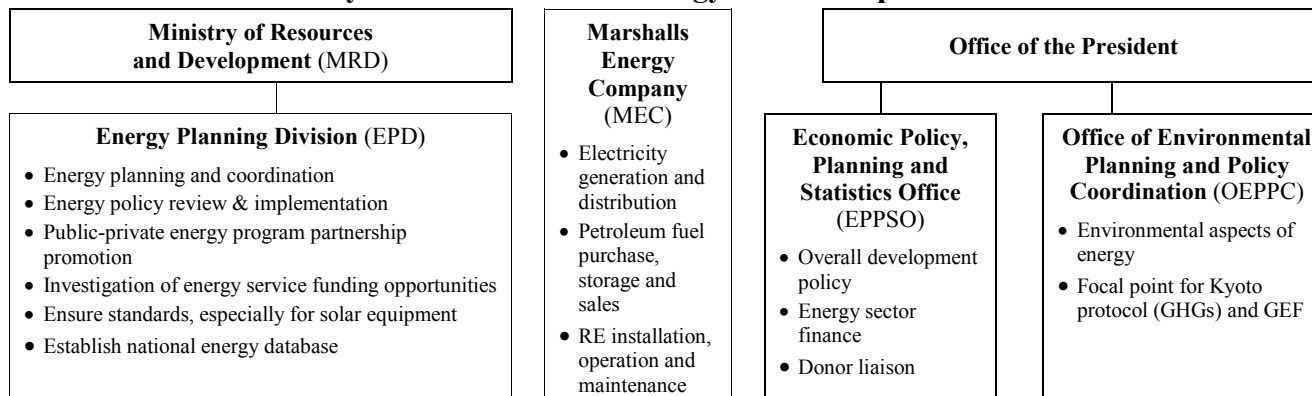 Ministry of Resources
and Development (MRD)
Energy Planning Division (EPD)
• Energy planning and coordination
• Energy policy review & implementation
• Public-private energy program partnership
promotion
• Investigation of energy service funding opportunities
• Ensure standards, especially for solar equipment
• Establish national energy database
Marshalls
Energy
Company
(MEC)
• Electricity
generation and
distribution
• Petroleum fuel
purchase,
storage and
sales
• RE installation,
operation and
maintenance
Office of the President
Economic Policy,
Planning and
Statistics Office
(EPPSO)
• Overall development
policy
• Energy sector
finance
• Donor liaison
Office of Environmental
Planning and Policy
Coordination (OEPPC)
• Environmental aspects of
energy
• Focal point for Kyoto
protocol (GHGs) and GEF